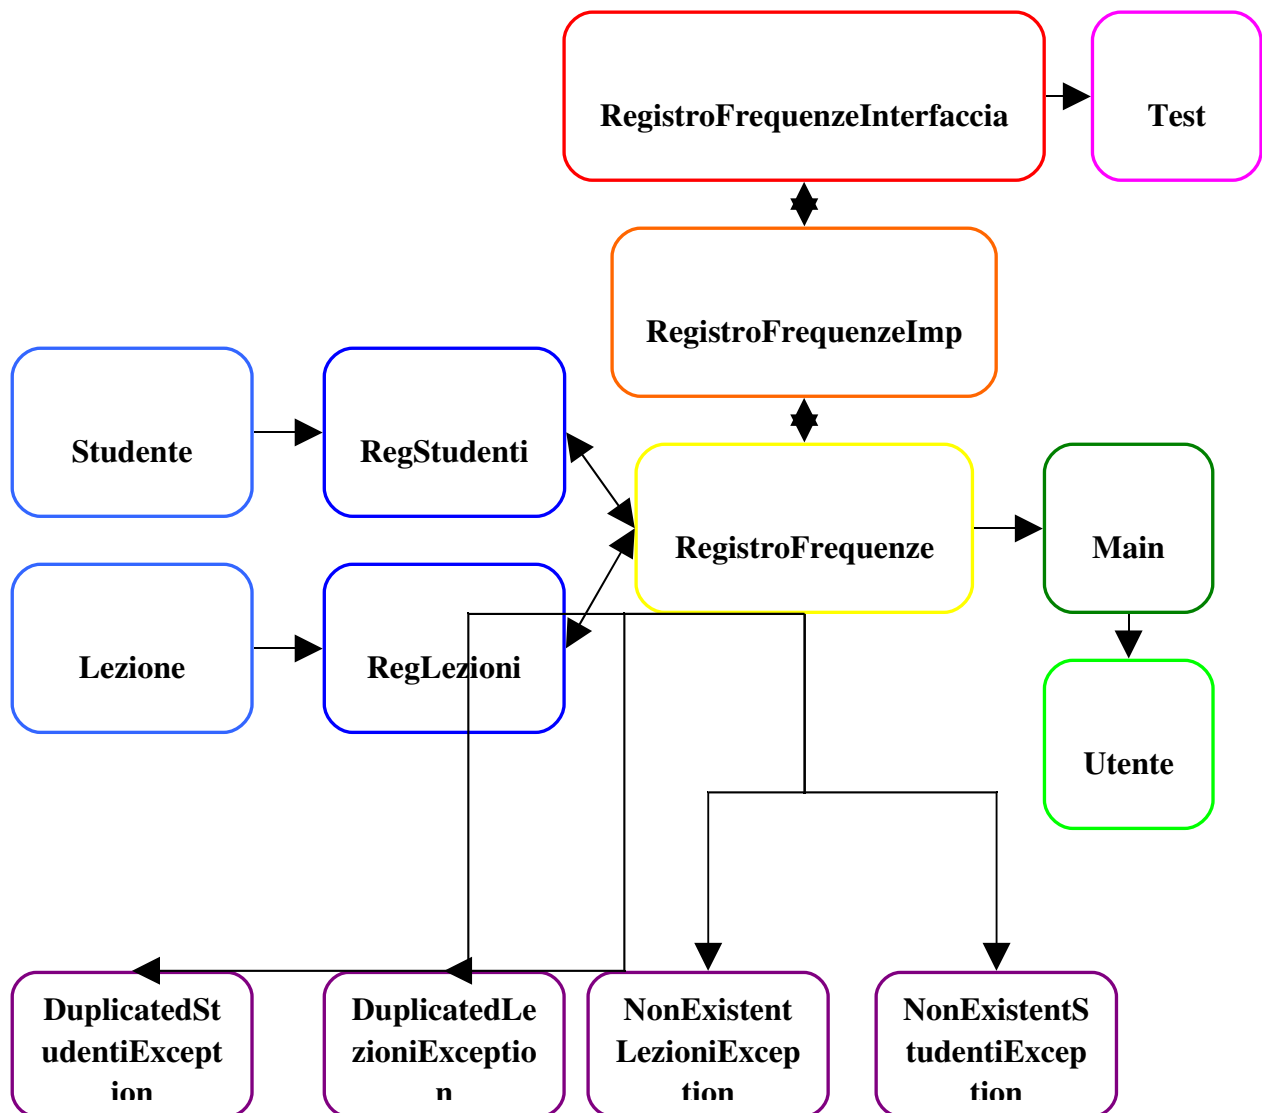 RegistroFrequenzeInterfaccia
Test
RegistroFrequenzeImp
Studente
RegStudenti
RegistroFrequenze
Main
Lezione
RegLezioni
Utente
DuplicatedSt
udentiExcept
ion
DuplicatedLe
zioniExceptio
n
NonExistent
LezioniExcep
tion
NonExistentS
tudentiExcep
tion